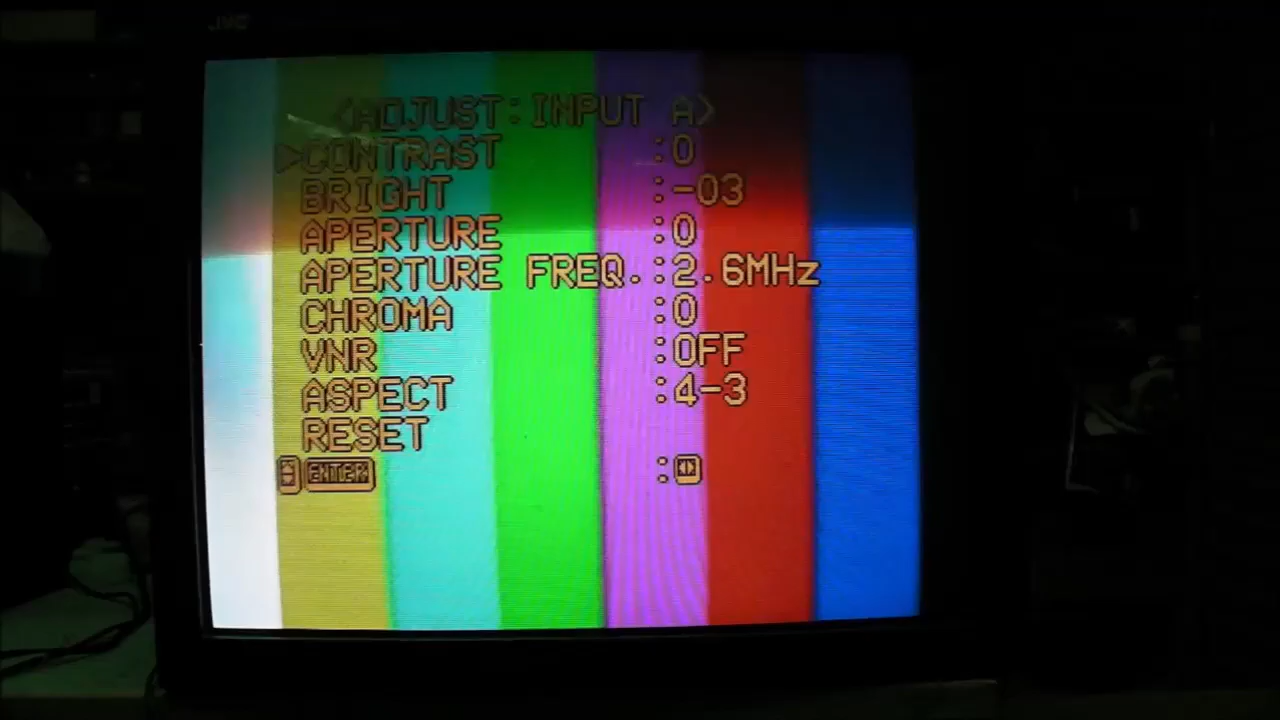 JVC
<ADJUST:INPUT A>
▶CONTRAST :0
BRIGHT :-03
APERTURE :0
APERTURE FREQ.:2.6MHz
CHROMA :0
VNR :OFF
ASPECT :4-3
RESET
ENTER :